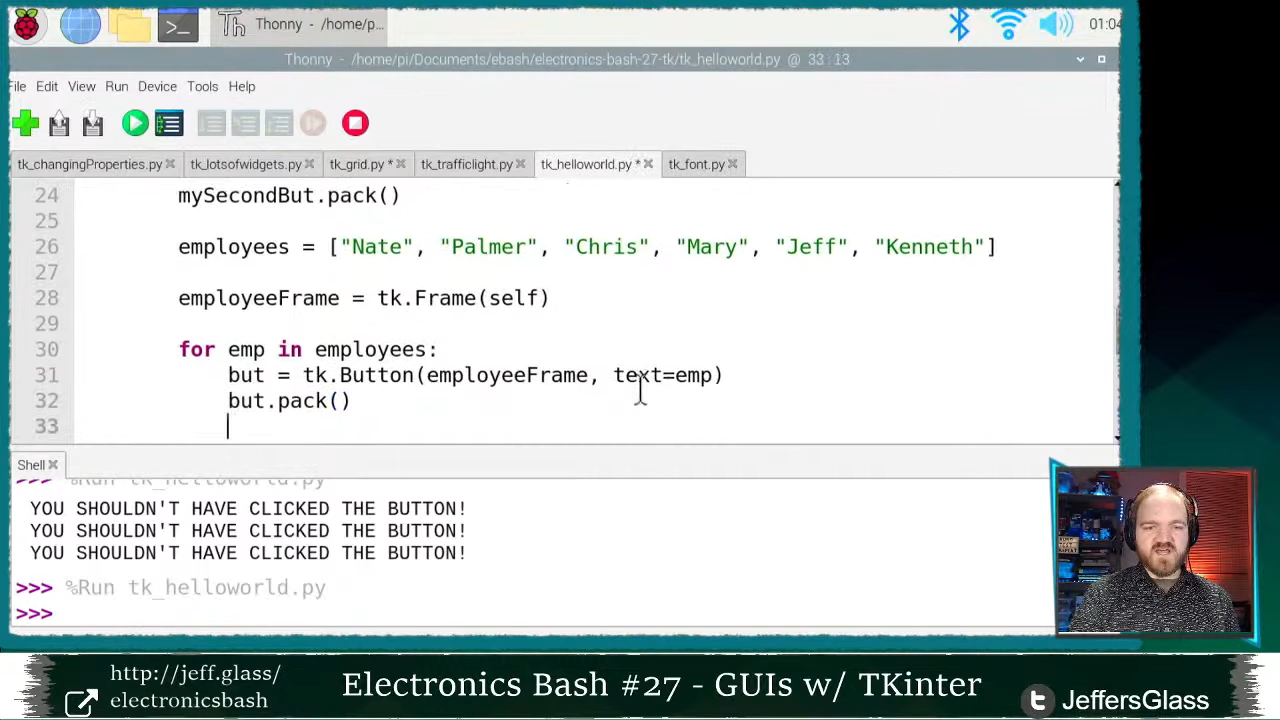 Thonny - /home/p...
01:04
Thonny - /home/pi/Documents/ebash/electronics-bash-27-tk/tk_helloworld.py @ 33:13
File Edit View Run Device Tools Help
tk_changingProperties.py tk_lotsofwidgets.py tk_grid.py * tk_trafficlight.py tk_helloworld.py * tk_font.py
24 mySecondBut.pack()
25
26 employees = ["Nate", "Palmer", "Chris", "Mary", "Jeff", "Kenneth"]
27
28 employeeFrame = tk.Frame(self)
29
30 for emp in employees:
31 but = tk.Button(employeeFrame, text=emp)
32 but.pack()
33
Shell
>>> %Run tk_helloworld.py
YOU SHOULDN'T HAVE CLICKED THE BUTTON!
YOU SHOULDN'T HAVE CLICKED THE BUTTON!
YOU SHOULDN'T HAVE CLICKED THE BUTTON!
>>> %Run tk_helloworld.py
>>>
http://jeff.glass/
electronicsbash
Electronics Bash #27 - GUIs w/ TKinter
JeffersGlass